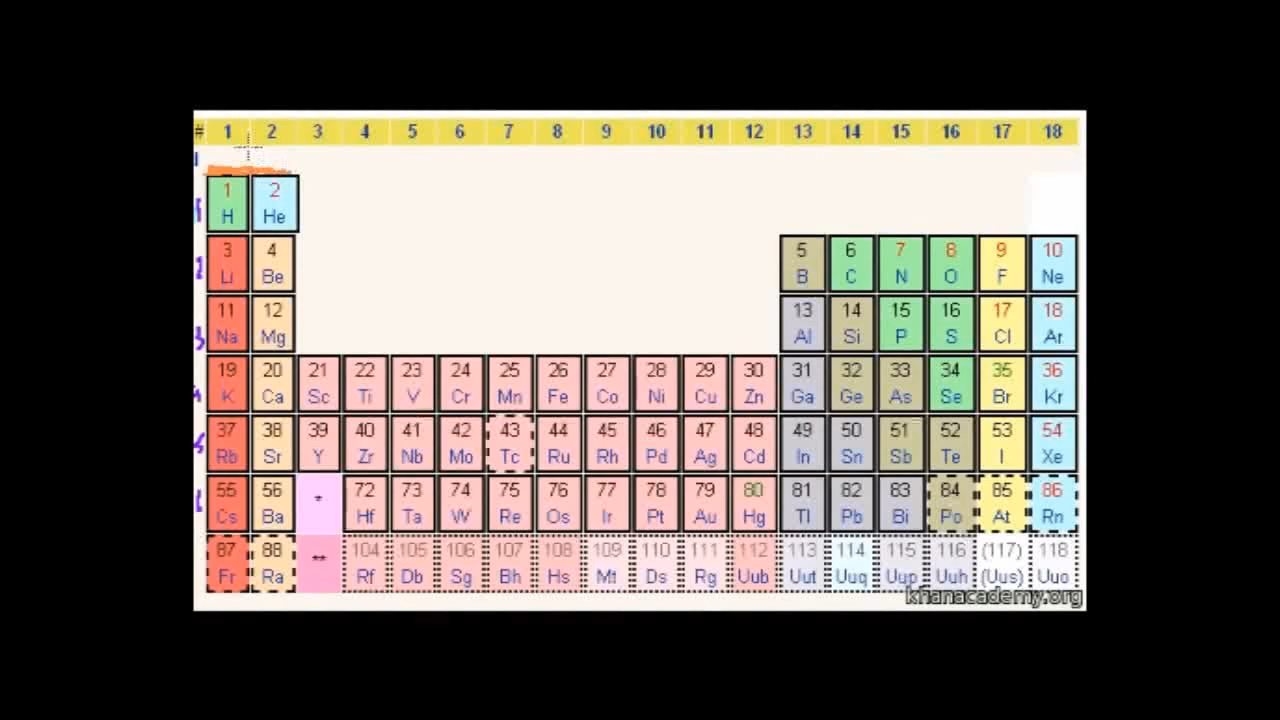 # 1 2 3 4 5 6 7 8 9 10 11 12 13 14 15 16 17 18
1 2
H He
3 4 5 6 7 8 9 10
Li Be B C N O F Ne
11 12 13 14 15 16 17 18
Na Mg Al Si P S Cl Ar
19 20 21 22 23 24 25 26 27 28 29 30 31 32 33 34 35 36
K Ca Sc Ti V Cr Mn Fe Co Ni Cu Zn Ga Ge As Se Br Kr
37 38 39 40 41 42 43 44 45 46 47 48 49 50 51 52 53 54
Rb Sr Y Zr Nb Mo Tc Ru Rh Pd Ag Cd In Sn Sb Te I Xe
55 56 * 72 73 74 75 76 77 78 79 80 81 82 83 84 85 86
Cs Ba Hf Ta W Re Os Ir Pt Au Hg Tl Pb Bi Po At Rn
87 88 ** 104 105 106 107 108 109 110 111 112 113 114 115 116 (117) 118
Fr Ra Rf Db Sg Bh Hs Mt Ds Rg Uub Uut Uuq Uup Uuh (Uus) Uuo
khanacademy.org